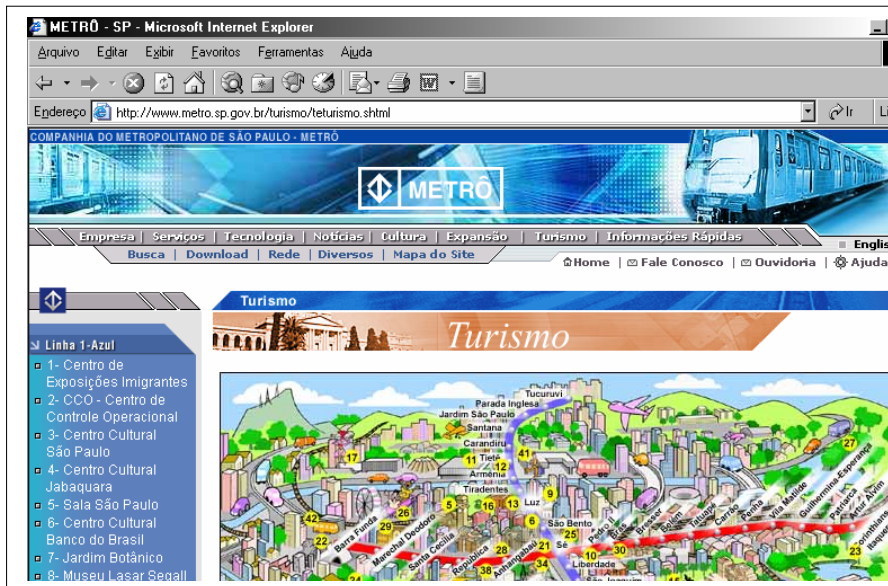 METRÔ - SP - Microsoft Internet Explorer
Arquivo Editar Exibir Favoritos Ferramentas Ajuda
Endereço http://www.metro.sp.gov.br/turismo/teturismo.shtml Ir
COMPANHIA DO METROPOLITANO DE SÃO PAULO - METRÔ
METRÔ
Empresa | Serviços | Tecnologia | Notícias | Cultura | Expansão | Turismo | Informações Rápidas
Englis
Busca | Download | Rede | Diversos | Mapa do Site
Home | Fale Conosco | Ouvidoria | Ajuda
Turismo
Turismo
Linha 1-Azul
1- Centro de
Exposições Imigrantes
2- CCO - Centro de
Controle Operacional
3- Centro Cultural
São Paulo
4- Centro Cultural
Jabaquara
5- Sala São Paulo
6- Centro Cultural
Banco do Brasil
7- Jardim Botânico
8- Museu Lasar Segall
Tucuruvi
Parada Inglesa
Jardim São Paulo
Santana
Carandiru
Tietê
Armênia
Tiradentes
Luz
São Bento
Sé
Liberdade
São Joaquim
Barra Funda
Marechal Deodoro
Santa Cecília
República
Anhangabaú
Pedro
Brás
Bresser
Belém
Tatuapé
Carrão
Penha
Vila Matilde
Guilhermina-Esperança
Patriarca
Artur Alvim
Corinthians
Itaque
17
11
12
41
27
9
5
16
13
6
26
29
42
22
28
21
38
34
10
30
23
15
24